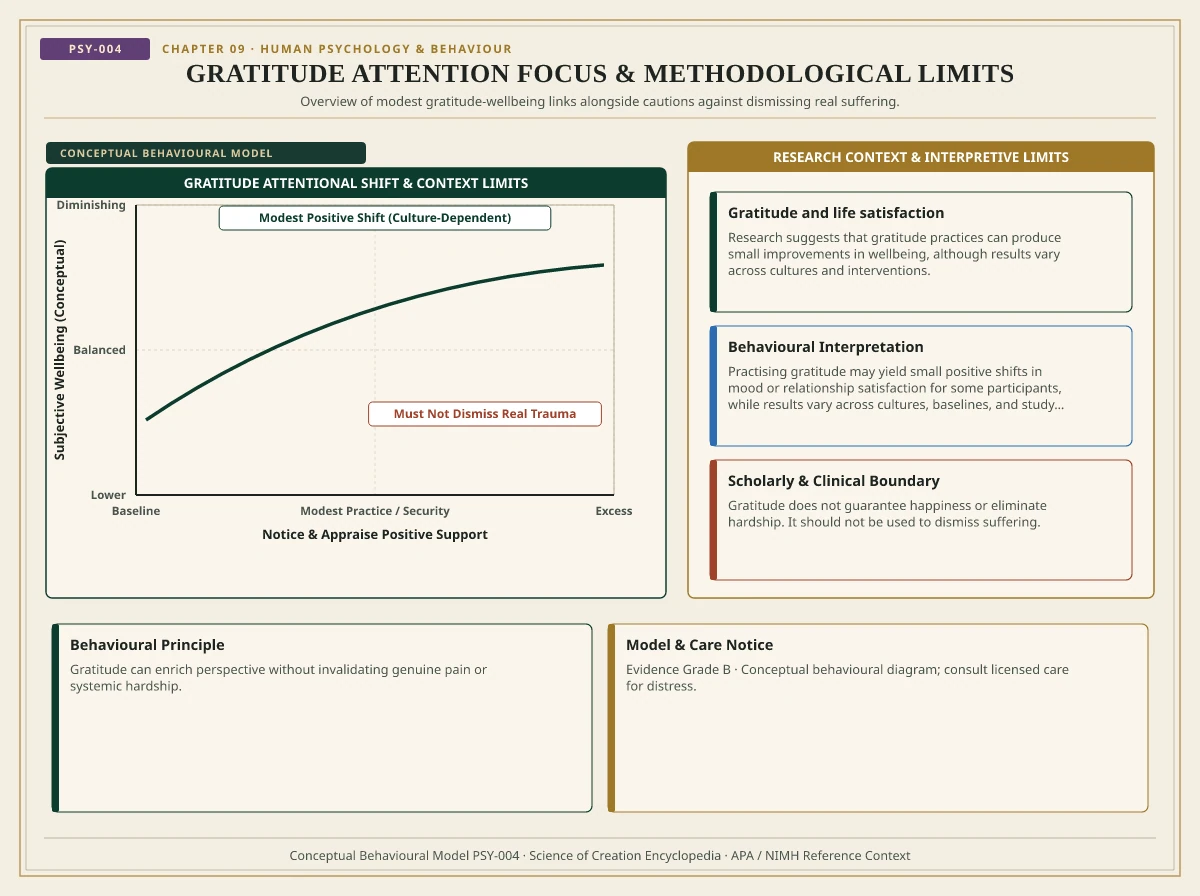 PSY-004
CHAPTER 09 · HUMAN PSYCHOLOGY & BEHAVIOUR
GRATITUDE ATTENTION FOCUS & METHODOLOGICAL LIMITS
Overview of modest gratitude-wellbeing links alongside cautions against dismissing real suffering.
CONCEPTUAL BEHAVIOURAL MODEL
GRATITUDE ATTENTIONAL SHIFT & CONTEXT LIMITS
Diminishing
Modest Positive Shift (Culture-Dependent)
Subjective Wellbeing (Conceptual)
Balanced
Must Not Dismiss Real Trauma
Lower
Baseline
Modest Practice / Security
Excess
Notice & Appraise Positive Support
RESEARCH CONTEXT & INTERPRETIVE LIMITS
Gratitude and life satisfaction
Research suggests that gratitude practices can produce
small improvements in wellbeing, although results vary
across cultures and interventions.
Behavioural Interpretation
Practising gratitude may yield small positive shifts in
mood or relationship satisfaction for some participants,
while results vary across cultures, baselines, and study...
Scholarly & Clinical Boundary
Gratitude does not guarantee happiness or eliminate
hardship. It should not be used to dismiss suffering.
Behavioural Principle
Gratitude can enrich perspective without invalidating genuine pain or
systemic hardship.
Model & Care Notice
Evidence Grade B · Conceptual behavioural diagram; consult licensed care
for distress.
Conceptual Behavioural Model PSY-004 · Science of Creation Encyclopedia · APA / NIMH Reference Context